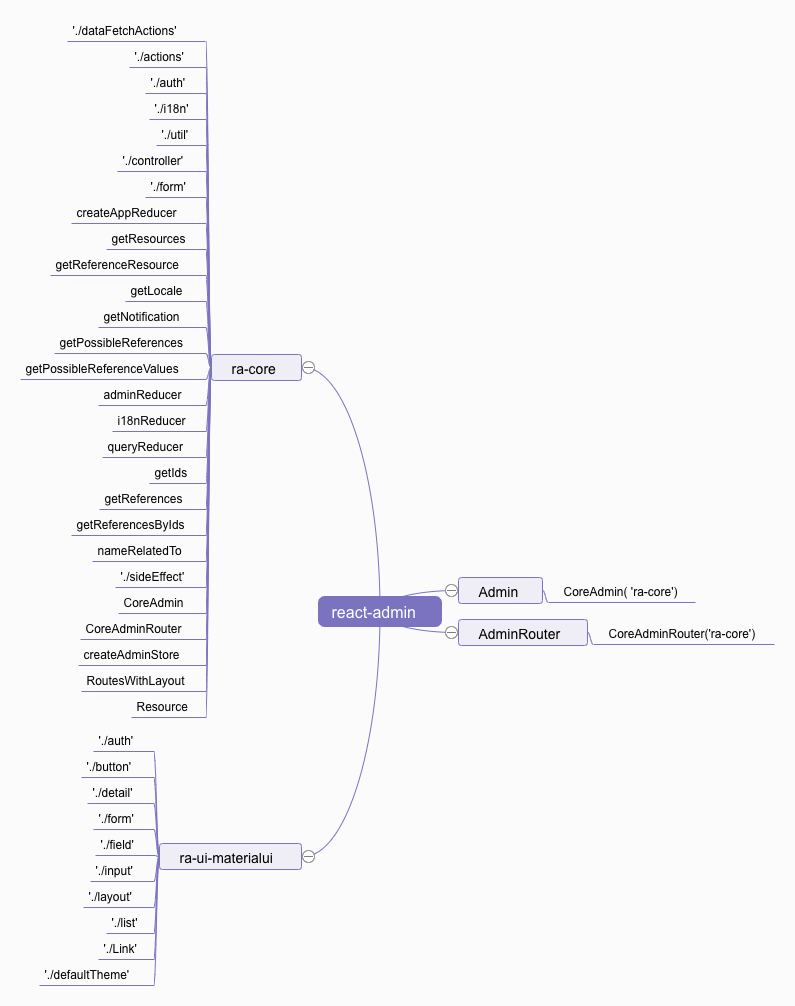 './dataFetchActions'
'./actions'
'./auth'
'./i18n'
'./util'
'./controller'
'./form'
createAppReducer
getResources
getReferenceResource
getLocale
getNotification
getPossibleReferences
getPossibleReferenceValues
ra-core
adminReducer
i18nReducer
queryReducer
getIds
getReferences
getReferencesByIds
nameRelatedTo
'./sideEffect'
CoreAdmin
CoreAdminRouter
createAdminStore
RoutesWithLayout
Resource
react-admin
Admin
CoreAdmin( 'ra-core')
AdminRouter
CoreAdminRouter('ra-core')
'./auth'
'./button'
'./detail'
'./form'
'./field'
ra-ui-materialui
'./input'
'./layout'
'./list'
'./Link'
'./defaultTheme'